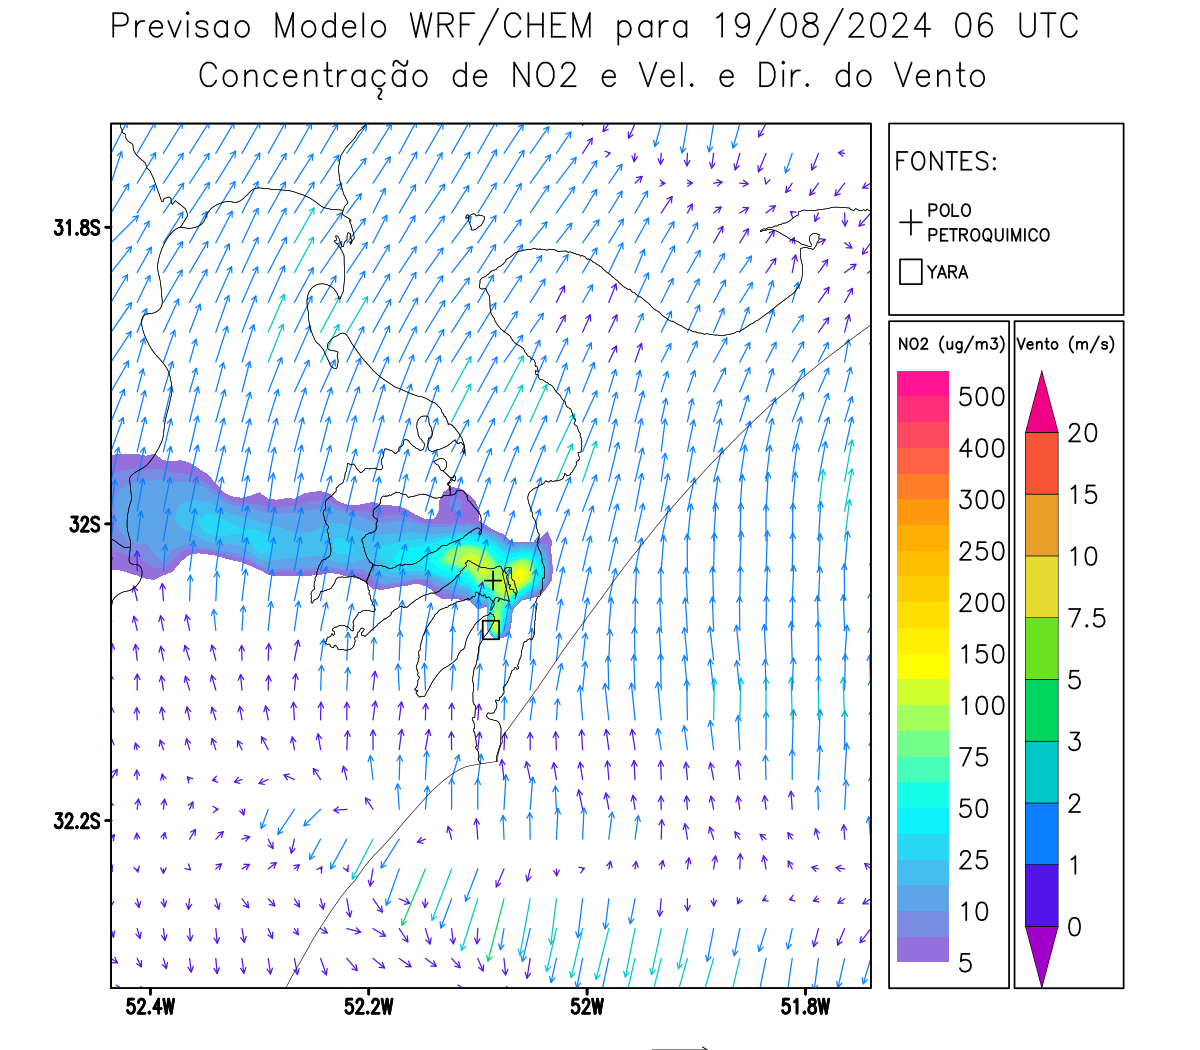 Previsao Modelo WRF/CHEM para 19/08/2024 06 UTC
Concentração de NO2 e Vel. e Dir. do Vento
FONTES:
POLO
PETROQUIMICO
YARA
NO2 (ug/m3)
500
400
300
250
200
150
100
75
50
25
10
5
Vento (m/s)
20
15
10
7.5
5
3
2
1
0
31.8S
32S
32.2S
52.4W
52.2W
52W
51.8W